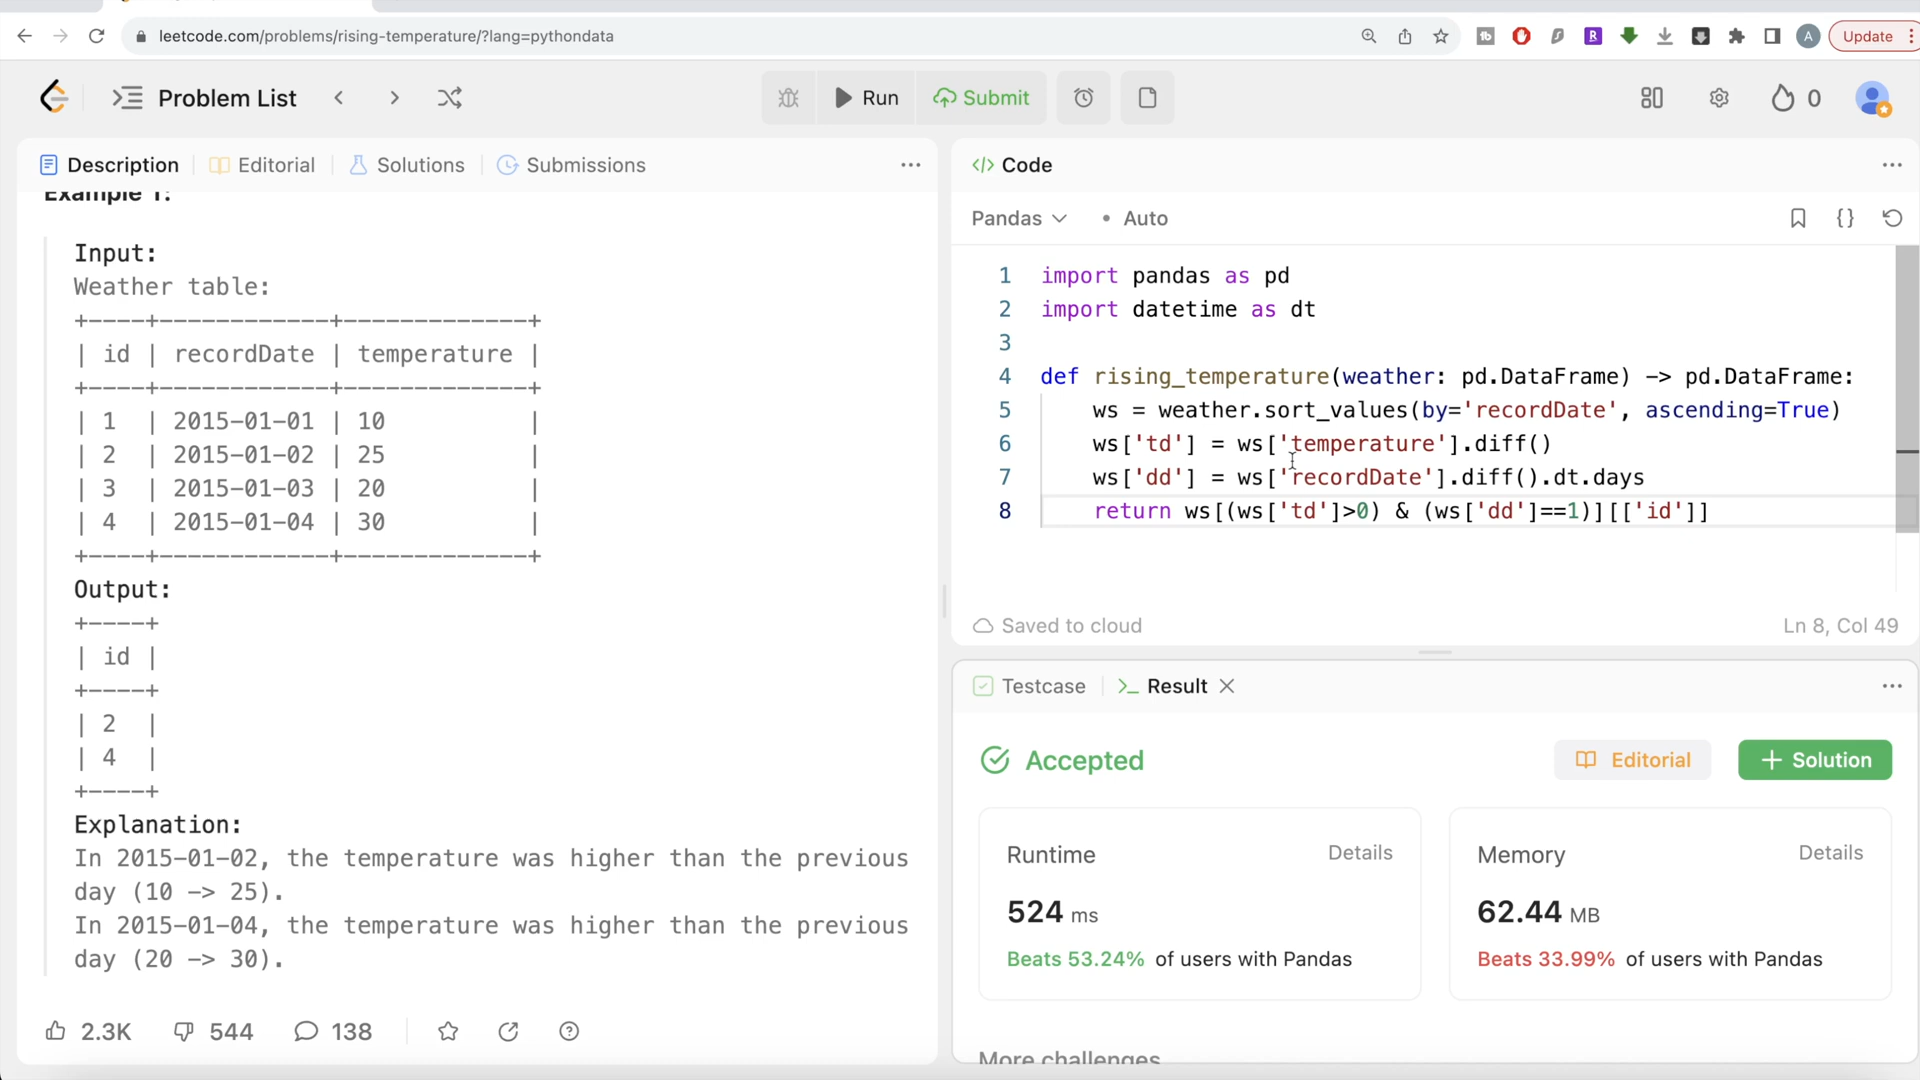 leetcode.com/problems/rising-temperature/?lang=pythondata
Update
Problem List
Run
Submit
0
Description
Editorial
Solutions
Submissions
Example 1:
Input:
Weather table:
+----+------------+-------------+
| id | recordDate | temperature |
+----+------------+-------------+
| 1  | 2015-01-01 | 10          |
| 2  | 2015-01-02 | 25          |
| 3  | 2015-01-03 | 20          |
| 4  | 2015-01-04 | 30          |
+----+------------+-------------+
Output:
+----+
| id |
+----+
| 2  |
| 4  |
+----+
Explanation:
In 2015-01-02, the temperature was higher than the previous
day (10 -> 25).
In 2015-01-04, the temperature was higher than the previous
day (20 -> 30).
2.3K
544
138
Code
Pandas
• Auto
{}
1 import pandas as pd
2 import datetime as dt
3
4 def rising_temperature(weather: pd.DataFrame) -> pd.DataFrame:
5     ws = weather.sort_values(by='recordDate', ascending=True)
6     ws['td'] = ws['temperature'].diff()
7     ws['dd'] = ws['recordDate'].diff().dt.days
8     return ws[(ws['td']>0) & (ws['dd']==1)][['id']]
Saved to cloud
Ln 8, Col 49
Testcase
Result
Accepted
Editorial
Solution
Runtime
Details
524 ms
Beats 53.24% of users with Pandas
Memory
Details
62.44 MB
Beats 33.99% of users with Pandas
More challenges